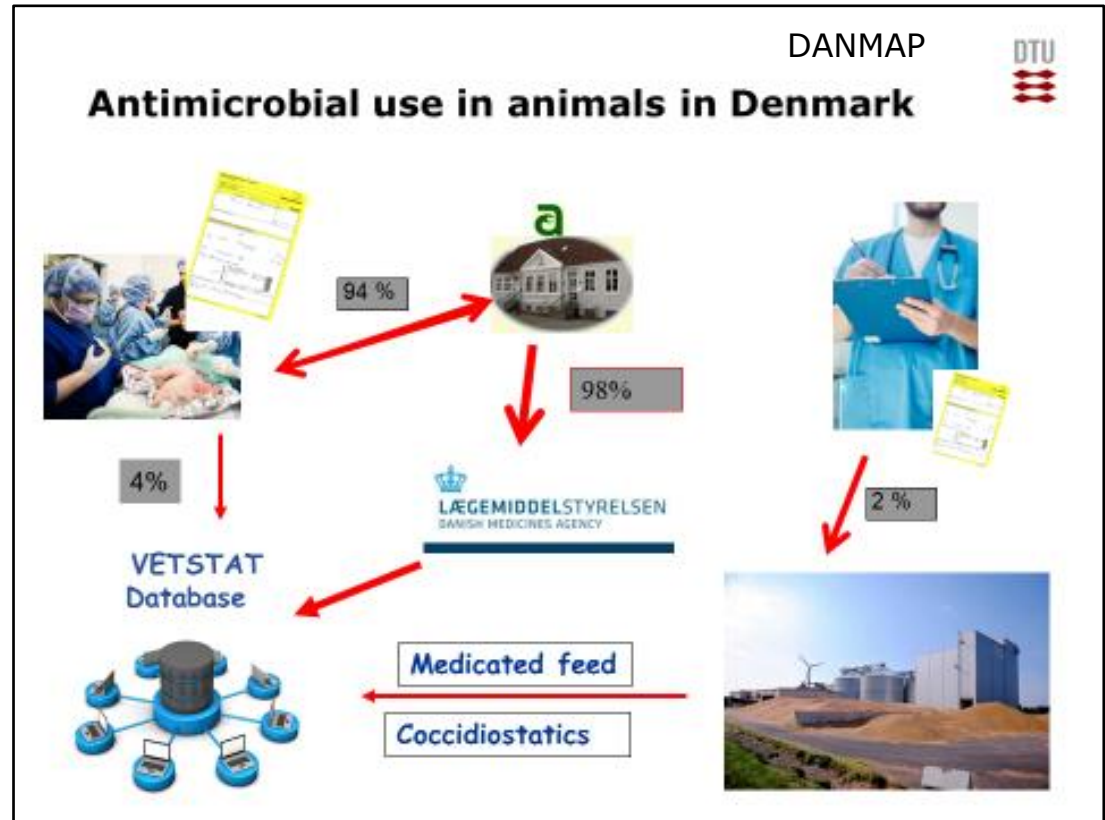 DANMAP
DTU
Antimicrobial use in animals in Denmark
a
94 %
98%
4%
LÆGEMIDDELSTYRELSEN
DANISH MEDICINES AGENCY
2 %
VETSTAT
Database
Medicated feed
Coccidiostatics